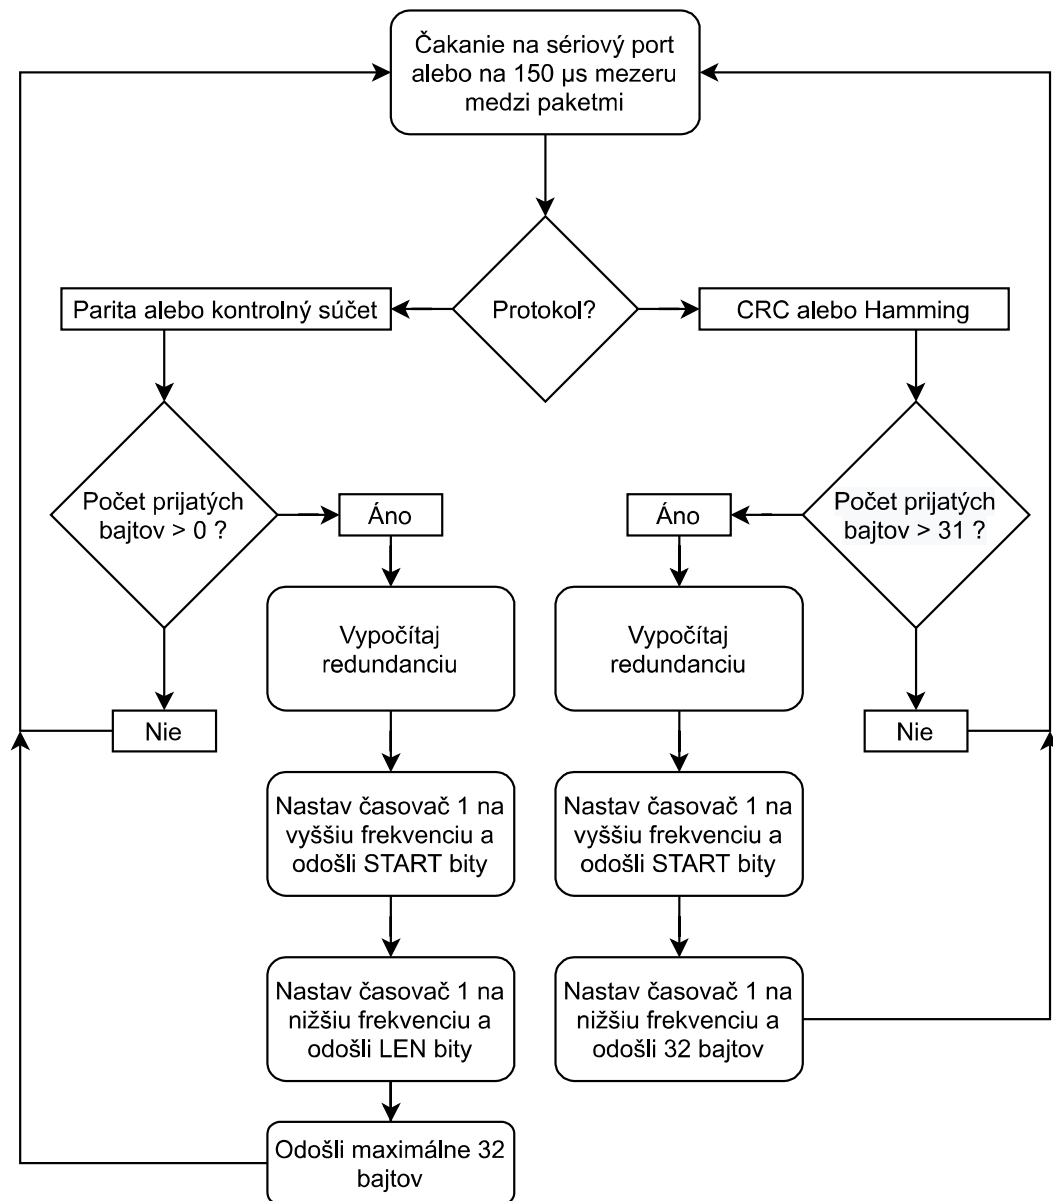 Čakanie na sériový port
alebo na 150 µs mezeru
medzi paketmi
Protokol?
Parita alebo kontrolný súčet
CRC alebo Hamming
Počet prijatých
bajtov > 0 ?
Áno
Áno
Počet prijatých
bajtov > 31 ?
Vypočítaj
redundanciu
Vypočítaj
redundanciu
Nie
Nie
Nastav časovač 1 na
vyššiu frekvenciu a
odošli START bity
Nastav časovač 1 na
vyššiu frekvenciu a
odošli START bity
Nastav časovač 1 na
nižšiu frekvenciu a
odošli LEN bity
Nastav časovač 1 na
nižšiu frekvenciu a
odošli 32 bajtov
Odošli maximálne 32
bajtov